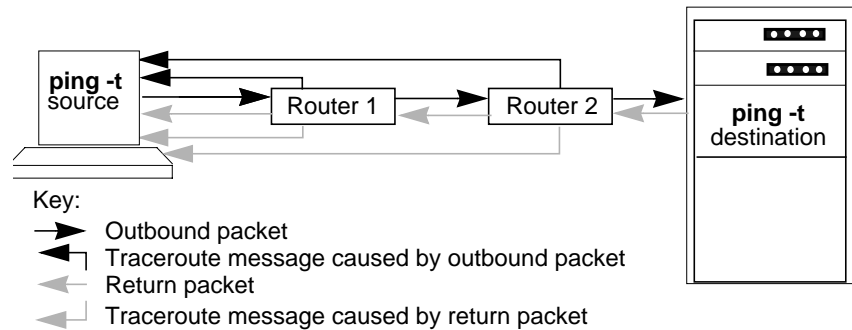 ping -t
source
Router 1
Router 2
ping -t
destination
Key:
Outbound packet
Traceroute message caused by outbound packet
Return packet
Traceroute message caused by return packet